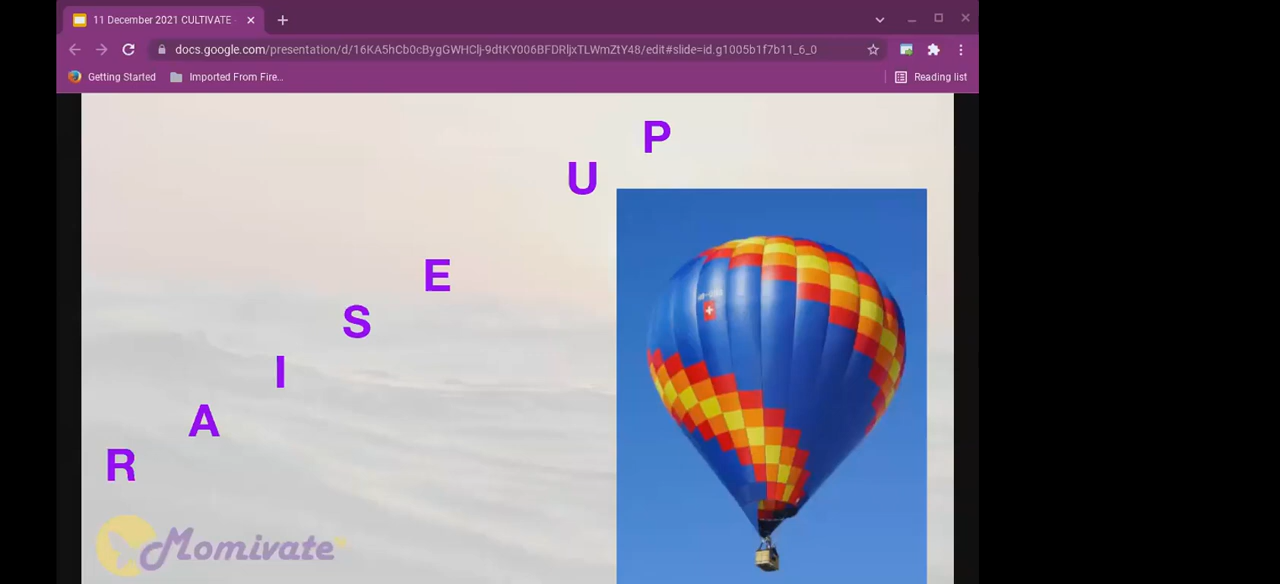 11 December 2021 CULTIVATE
docs.google.com/presentation/d/16KA5hCb0cBygGWHClj-9dtKY006BFDRljxTLWmZtY48/edit#slide=id.g1005b1f7b11_6_0
Getting Started
Imported From Fire...
Reading list
R A I S E U P
Momivate